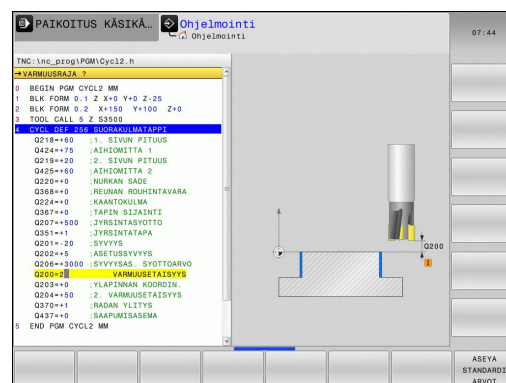 PAIKOITUS KÄSIKÄ… Ohjelmointi
Ohjelmointi
07:44
TNC:\nc_prog\PGM\Cycl2.h
→VARMUUSRAJA ?
0 BEGIN PGM CYCL2 MM
1 BLK FORM 0.1 Z X+0 Y+0 Z-25
2 BLK FORM 0.2 X+150 Y+100 Z+0
3 TOOL CALL 5 Z S3500
4 CYCL DEF 256 SUORAKULMATAPPI
Q218=+60 ;1. SIVUN PITUUS
Q424=+75 ;AIHIOMITTA 1
Q219=+20 ;2. SIVUN PITUUS
Q425=+60 ;AIHIOMITTA 2
Q220=+0 ;NURKAN SADE
Q368=+0 ;REUNAN ROUHINTAVARA
Q224=+0 ;KAANTOKULMA
Q367=+0 ;TAPIN SIJAINTI
Q207=+500 ;JYRSINTASYOTTO
Q351=+1 ;JYRSINTATAPA
Q201=-20 ;SYVYYS
Q202=+5 ;ASETUSSYVYYS
Q206=+3000 ;SYVYYSAS. SYOTTOARVO
Q200=2 VARMUUSETAISYYS
Q203=+0 ;YLAPINNAN KOORDIN.
Q204=+50 ;2. VARMUUSETAISYYS
Q370=+1 ;RADAN YLITYS
Q437=+0 ;SAAPUMISASEMA
5 END PGM CYCL2 MM
Q200
ASEYA
STANDARDI
ARVOT